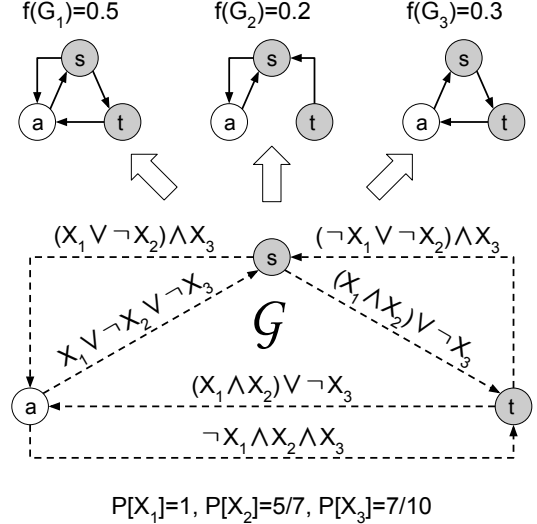 f(G₁)=0.5 f(G₂)=0.2 f(G₃)=0.3
s s s
a t a t a t
(X₁∨¬X₂)∧X₃ (¬X₁∨¬X₂)∧X₃
s
X₁∨¬X₂∨¬X₃ (X₁∧X₂)∨¬X₃
𝒢
(X₁∧X₂)∨¬X₃
a t
¬X₁∧X₂∧X₃
P[X₁]=1, P[X₂]=5/7, P[X₃]=7/10